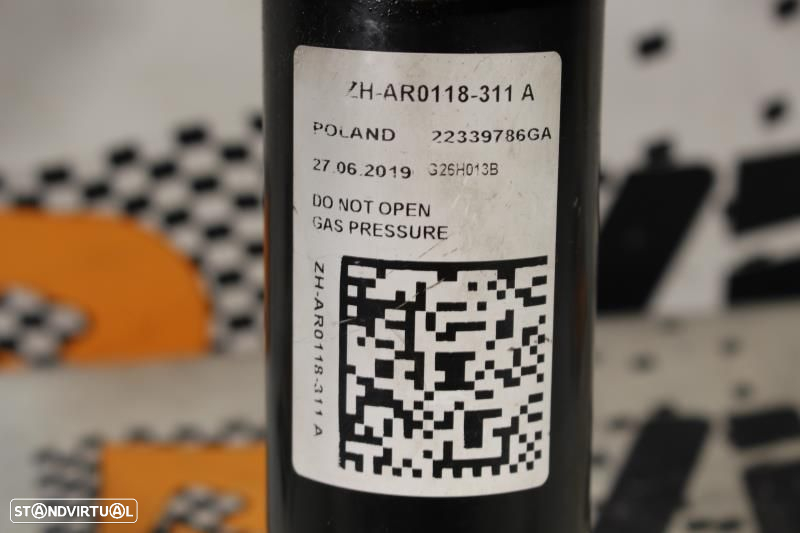 ZH-AR0118-311 A
POLAND 22339786GA
27.06.2019 G26H013B
DO NOT OPEN
GAS PRESSURE
ZH-AR0118-311 A
STANDVIRTUAL